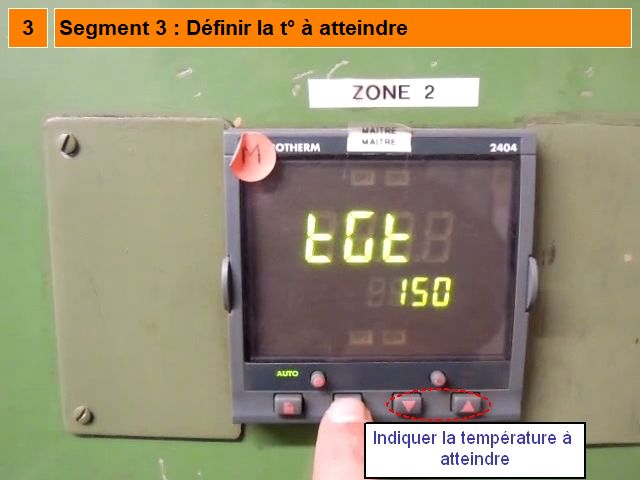 3
Segment 3 : Définir la t° à atteindre
ZONE 2
MAITRE
MAITRE
M
OTHERM
2404
tGt
150
AUTO
Indiquer la température à
atteindre